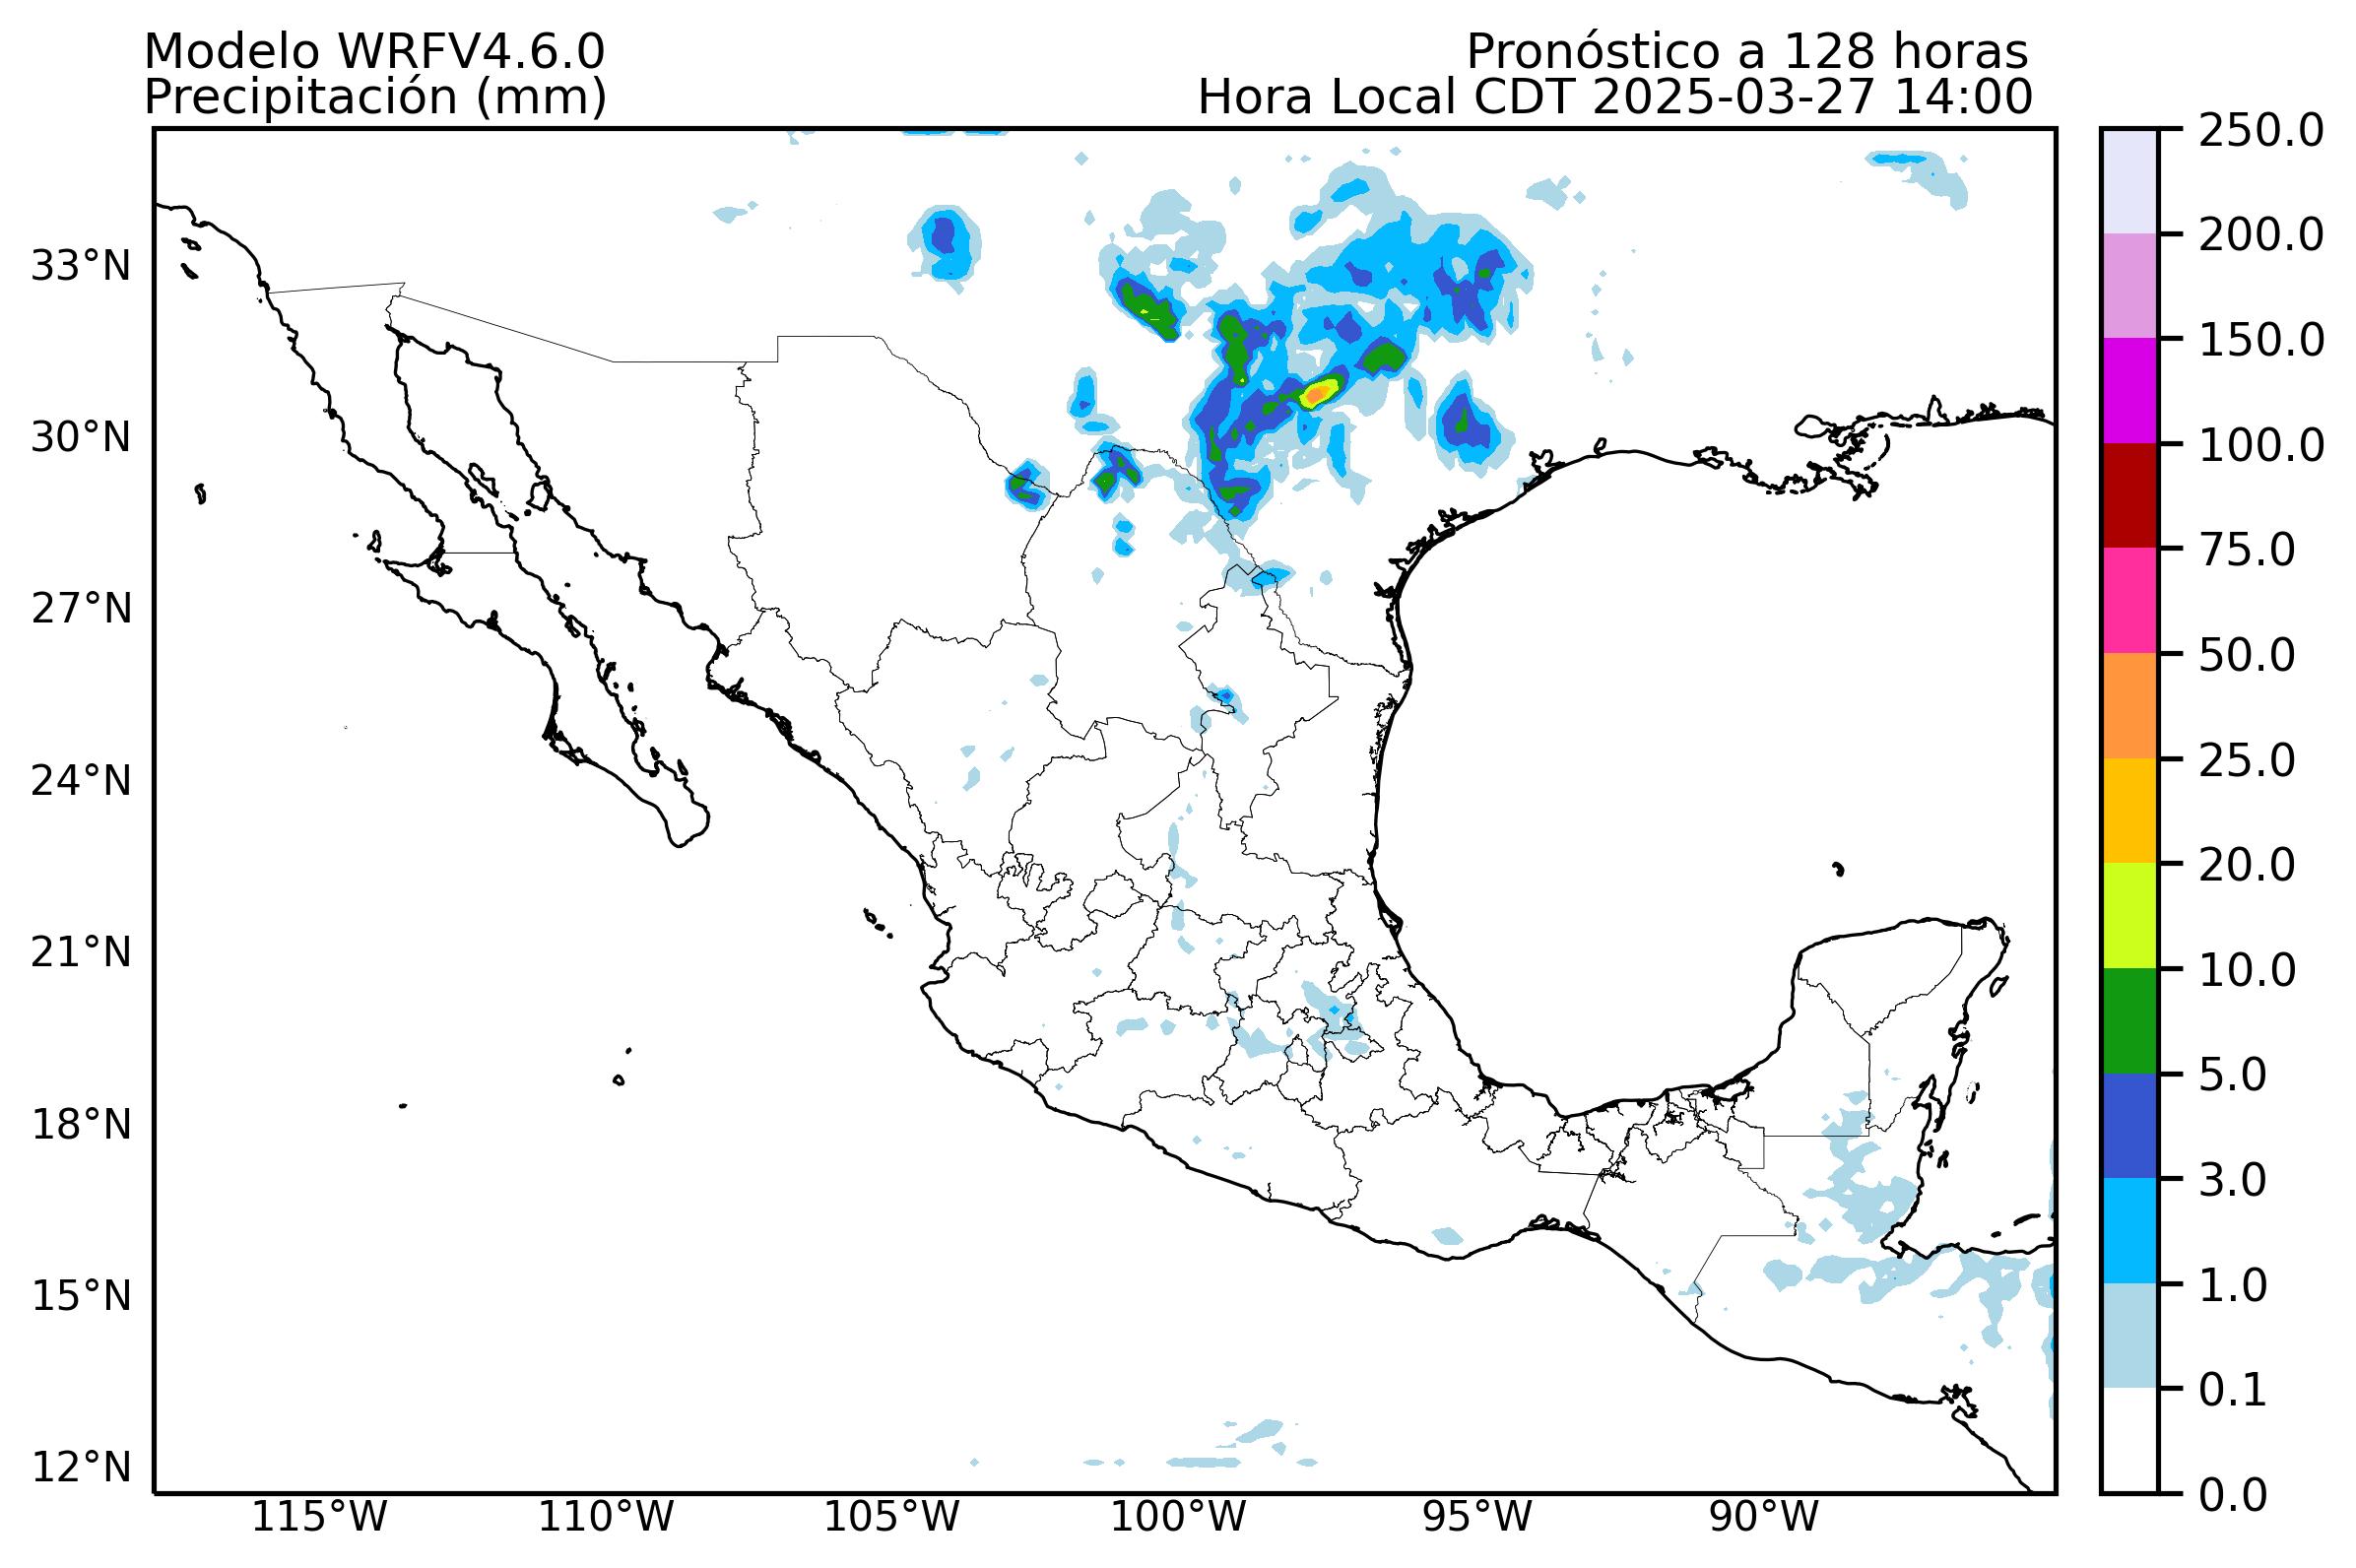 Modelo WRFV4.6.0
Precipitación (mm)
Pronóstico a 128 horas
Hora Local CDT 2025-03-27 14:00
33°N
30°N
27°N
24°N
21°N
18°N
15°N
12°N
115°W
110°W
105°W
100°W
95°W
90°W
250.0
200.0
150.0
100.0
75.0
50.0
25.0
20.0
10.0
5.0
3.0
1.0
0.1
0.0